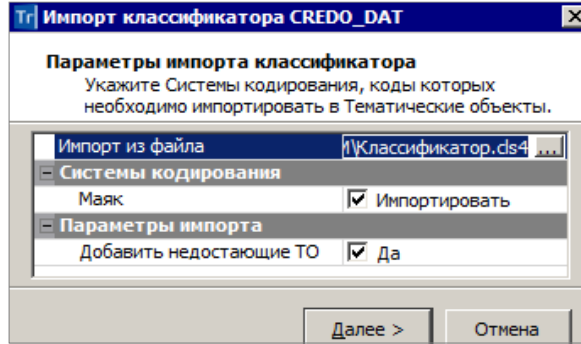 Tr Импорт классификатора CREDO_DAT
Параметры импорта классификатора
Укажите Системы кодирования, коды которых
необходимо импортировать в Тематические объекты.
Импорт из файла \Классификатор.cls4 ...
Системы кодирования
Маяк Импортировать
Параметры импорта
Добавить недостающие ТО Да
Далее > Отмена